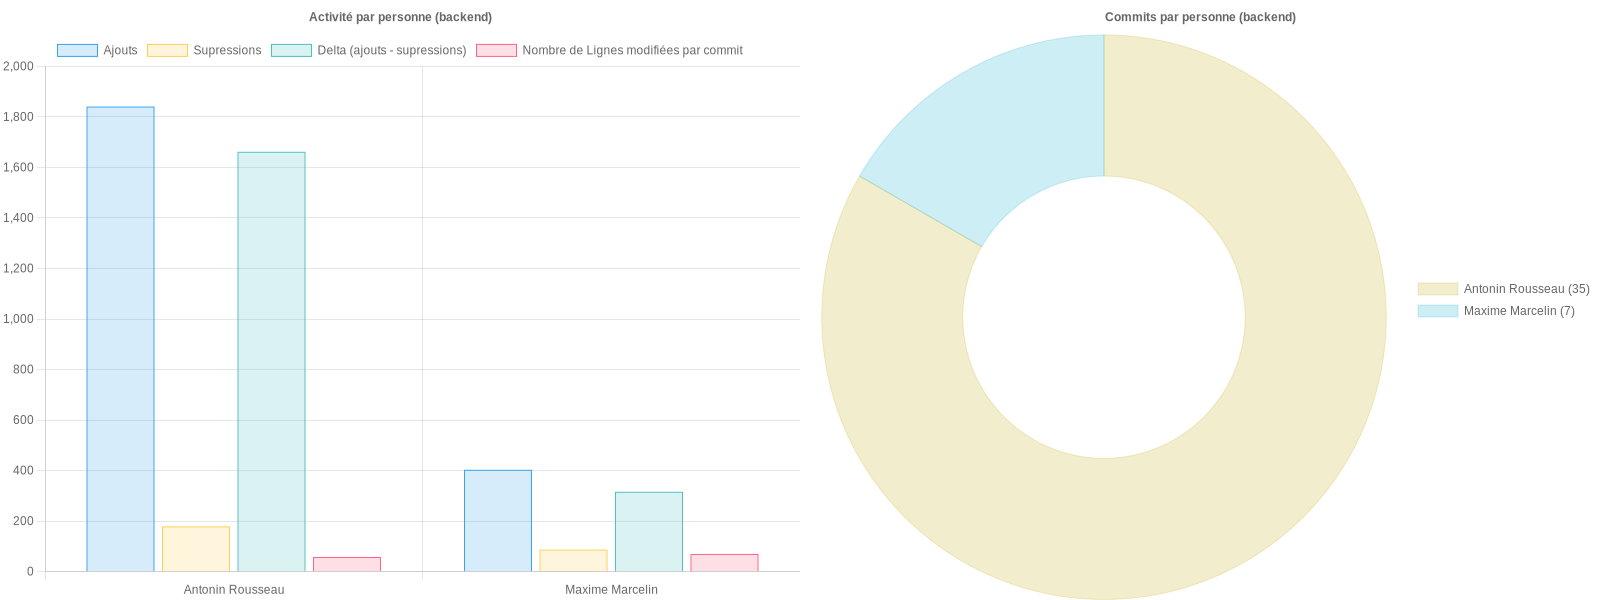 Activité par personne (backend)
Ajouts
Supressions
Delta (ajouts - supressions)
Nombre de Lignes modifiées par commit
2,000
1,800
1,600
1,400
1,200
1,000
800
600
400
200
0
Antonin Rousseau
Maxime Marcelin
Commits par personne (backend)
Antonin Rousseau (35)
Maxime Marcelin (7)